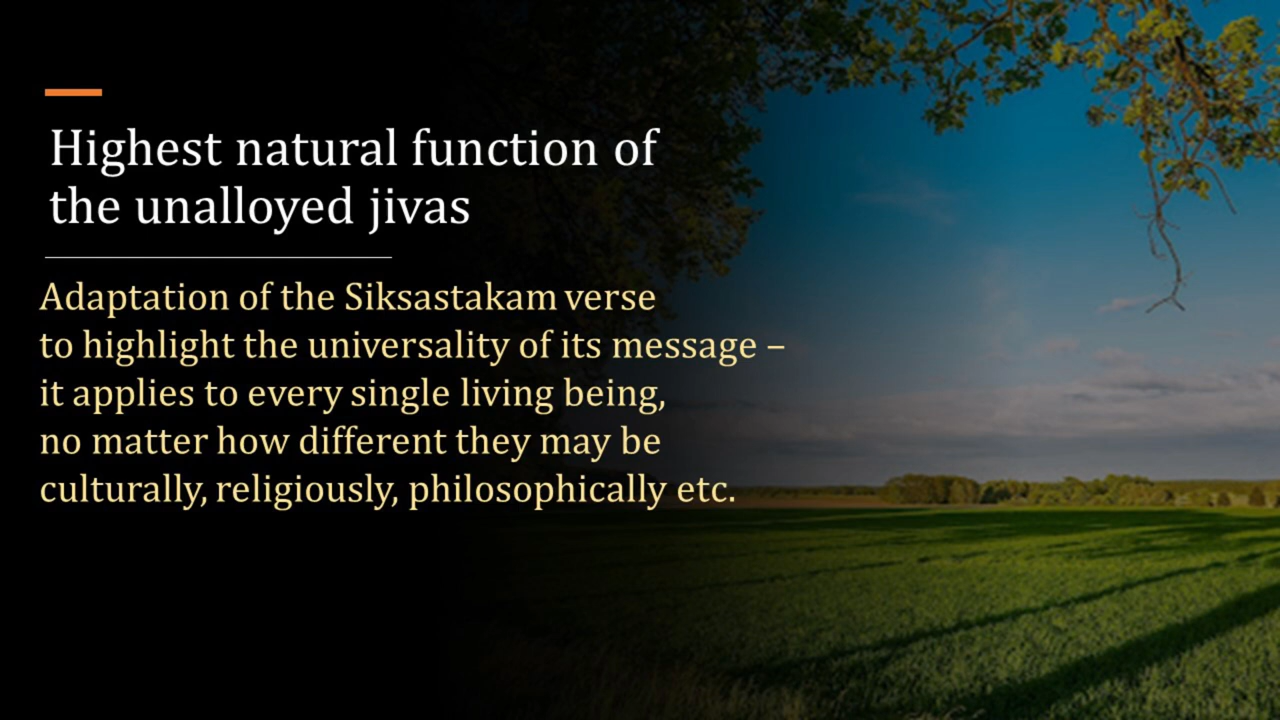 Highest natural function of
the unalloyed jivas
Adaptation of the Siksastakam verse
to highlight the universality of its message –
it applies to every single living being,
no matter how different they may be
culturally, religiously, philosophically etc.